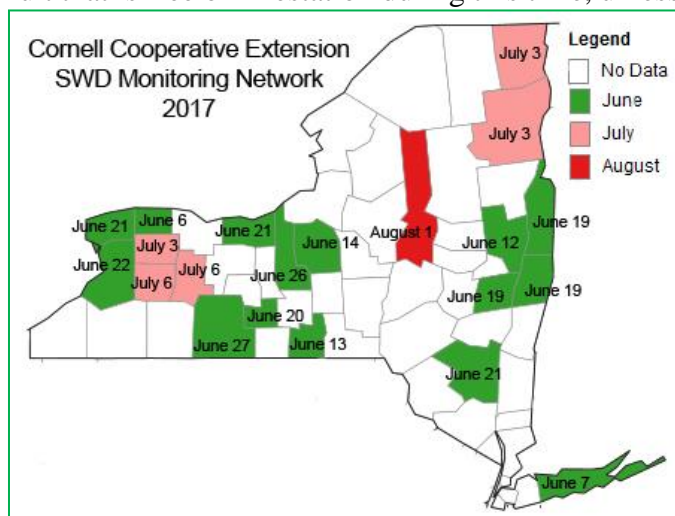 Cornell Cooperative Extension
SWD Monitoring Network
2017
Legend
No Data
June
July
August
July 3
July 3
June 21
June 6
June 21
June 14
August 1
June 12
June 19
July 3
June 22
July 6
July 6
June 26
June 19
June 19
June 20
June 27
June 13
June 21
June 7